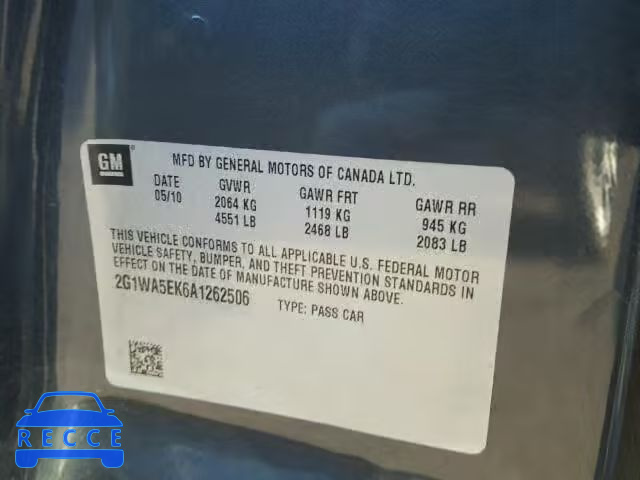 GM
MFD BY GENERAL MOTORS OF CANADA LTD.
DATE GVWR GAWR FRT GAWR RR
05/10 2064 KG 1119 KG 945 KG
4551 LB 2468 LB 2083 LB
THIS VEHICLE CONFORMS TO ALL APPLICABLE U.S. FEDERAL MOTOR
VEHICLE SAFETY, BUMPER, AND THEFT PREVENTION STANDARDS IN
EFFECT ON THE DATE OF MANUFACTURE SHOWN ABOVE.
2G1WA5EK6A1262506 TYPE: PASS CAR
RECCE